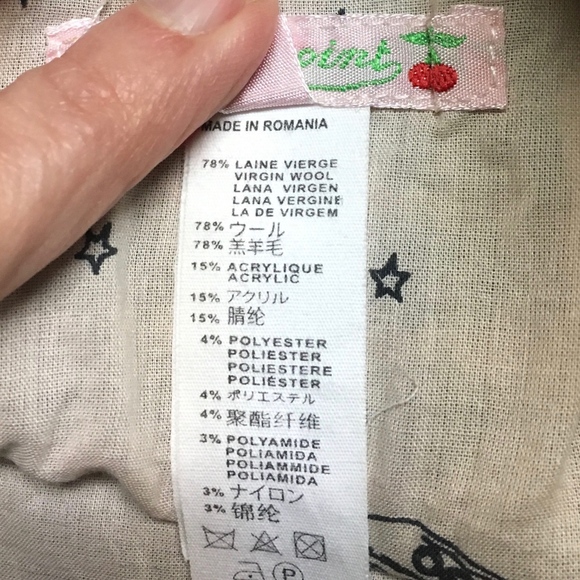 oint
MADE IN ROMANIA
78% LAINE VIERGE
VIRGIN WOOL
LANA VIRGEN
LANA VERGINE
LA DE VIRGEM
78% ウール
78% 羔羊毛
15% ACRYLIQUE
ACRYLIC
15% アクリル
15% 腈纶
4% POLYESTER
POLIESTER
POLIESTERE
POLIÉSTER
4% ポリエステル
4% 聚酯纤维
3% POLYAMIDE
POLIAMIDA
POLIAMMIDE
POLIAMIDA
3% ナイロン
3% 锦纶
P